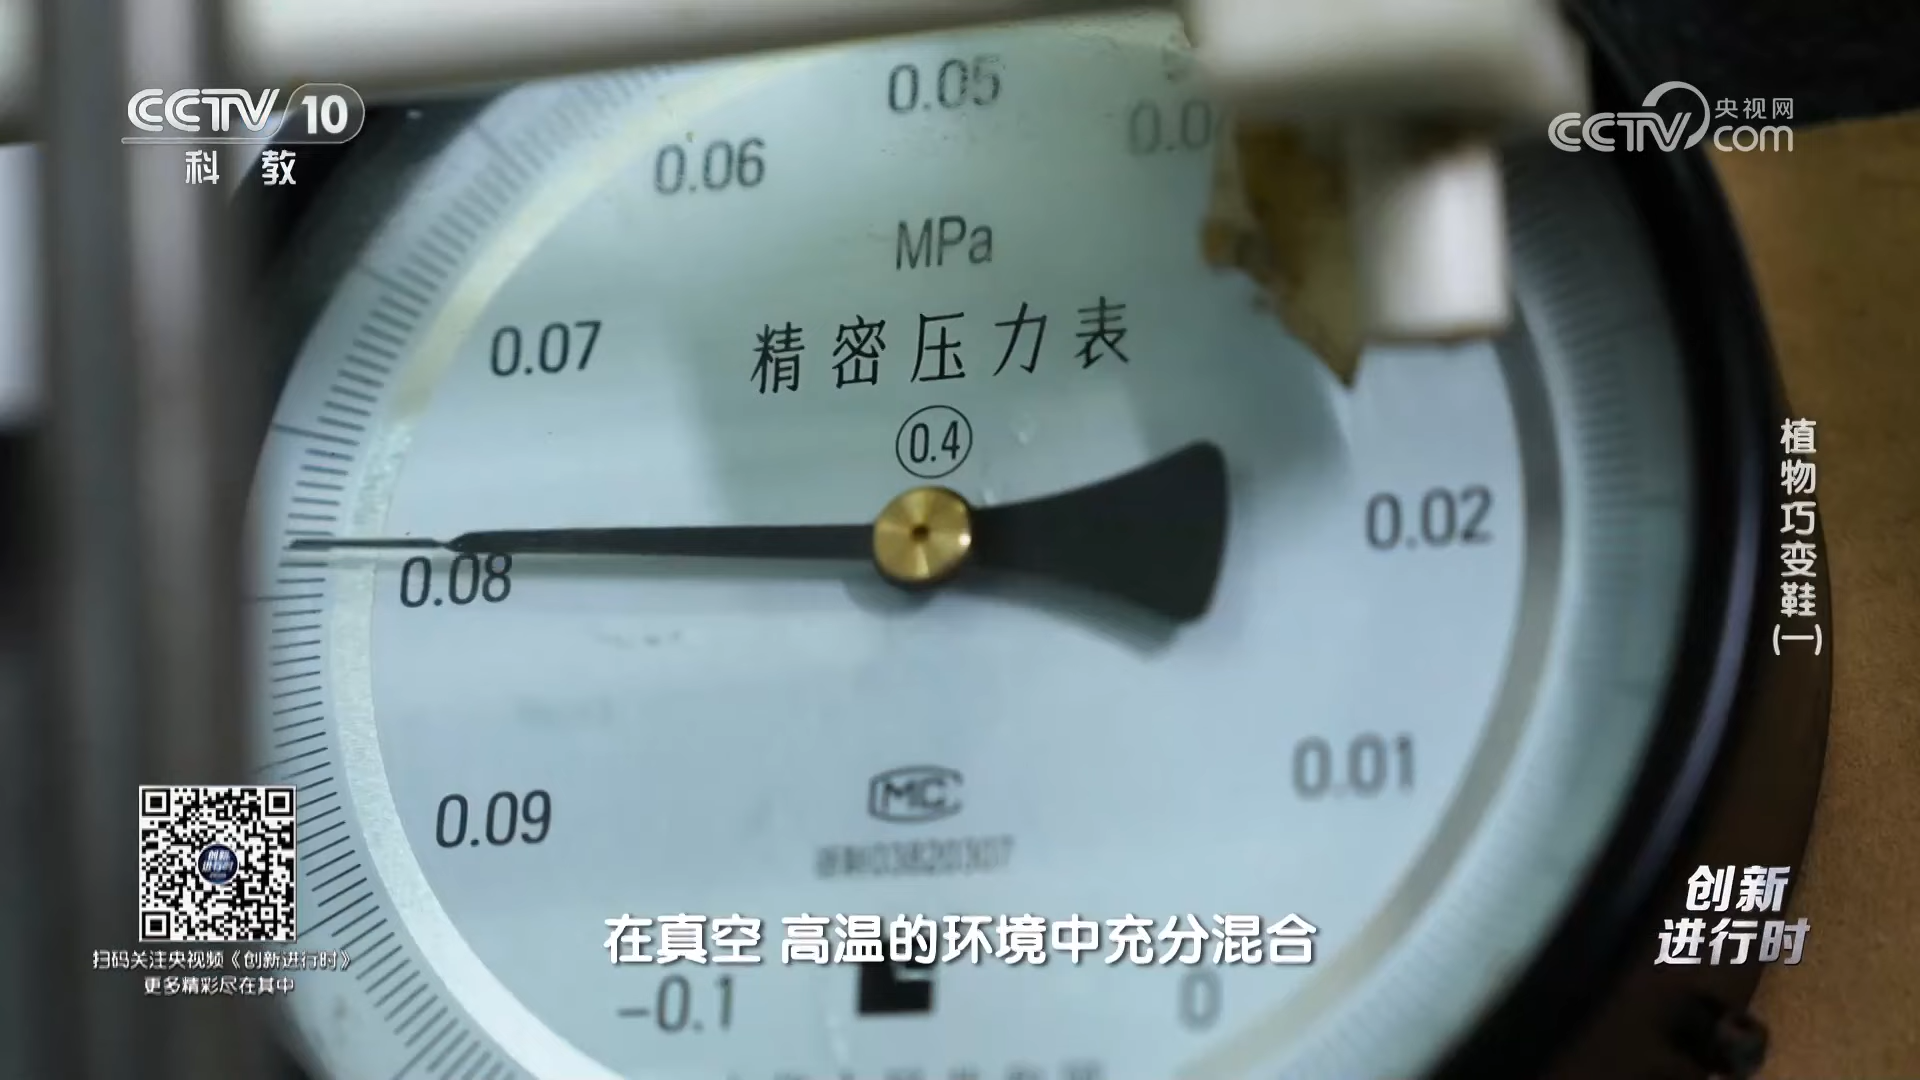 CCTV 10
科 教
央视网
CCTV.com
0.05
0.06
0.0
MPa
0.07
精密压力表
0.4
0.02
0.08
0.01
0.09
MC
植物巧变鞋(一)
创新
进行时
在真空 高温的环境中充分混合
扫码关注央视频《创新进行时》
更多精彩尽在其中
-0.1
0